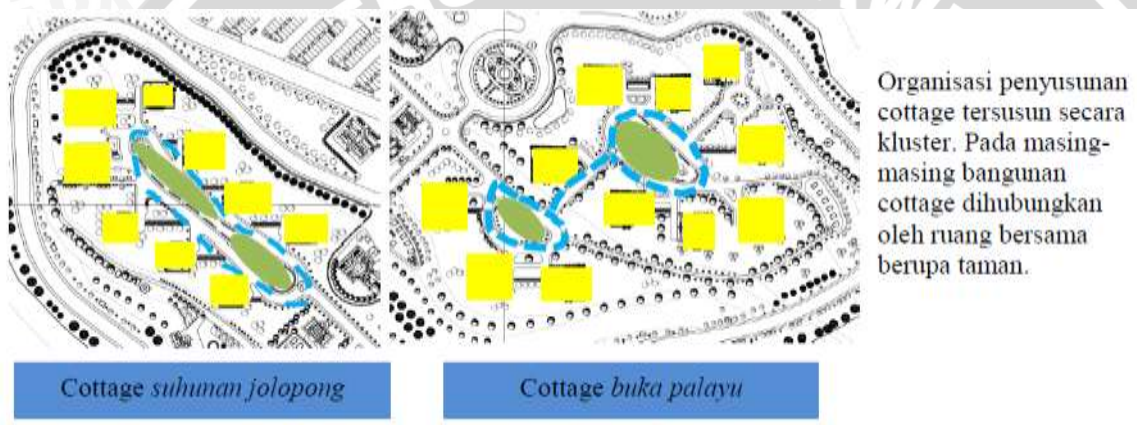 Organisasi penyusunan
cottage tersusun secara
kluster. Pada masing-
masing bangunan
cottage dihubungkan
oleh ruang bersama
berupa taman.
Cottage suhunan jolopong
Cottage buka palayu